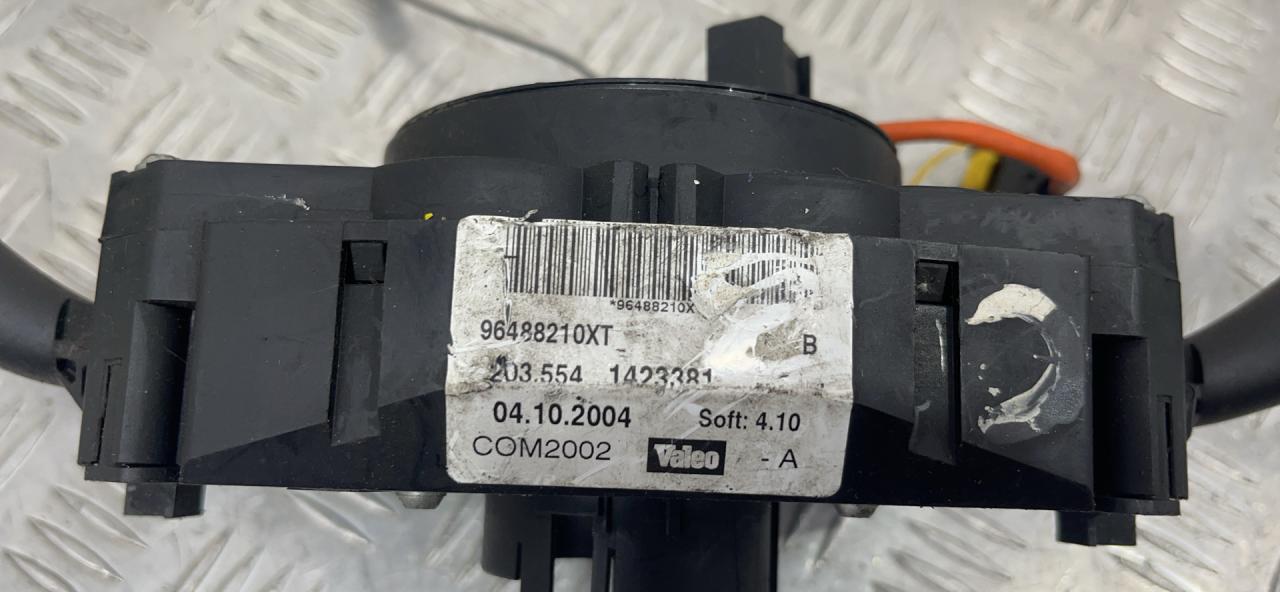 *96488210X
96488210XT
B
203.554 1423381
04.10.2004 Soft: 4.10
COM2002 Valeo - A